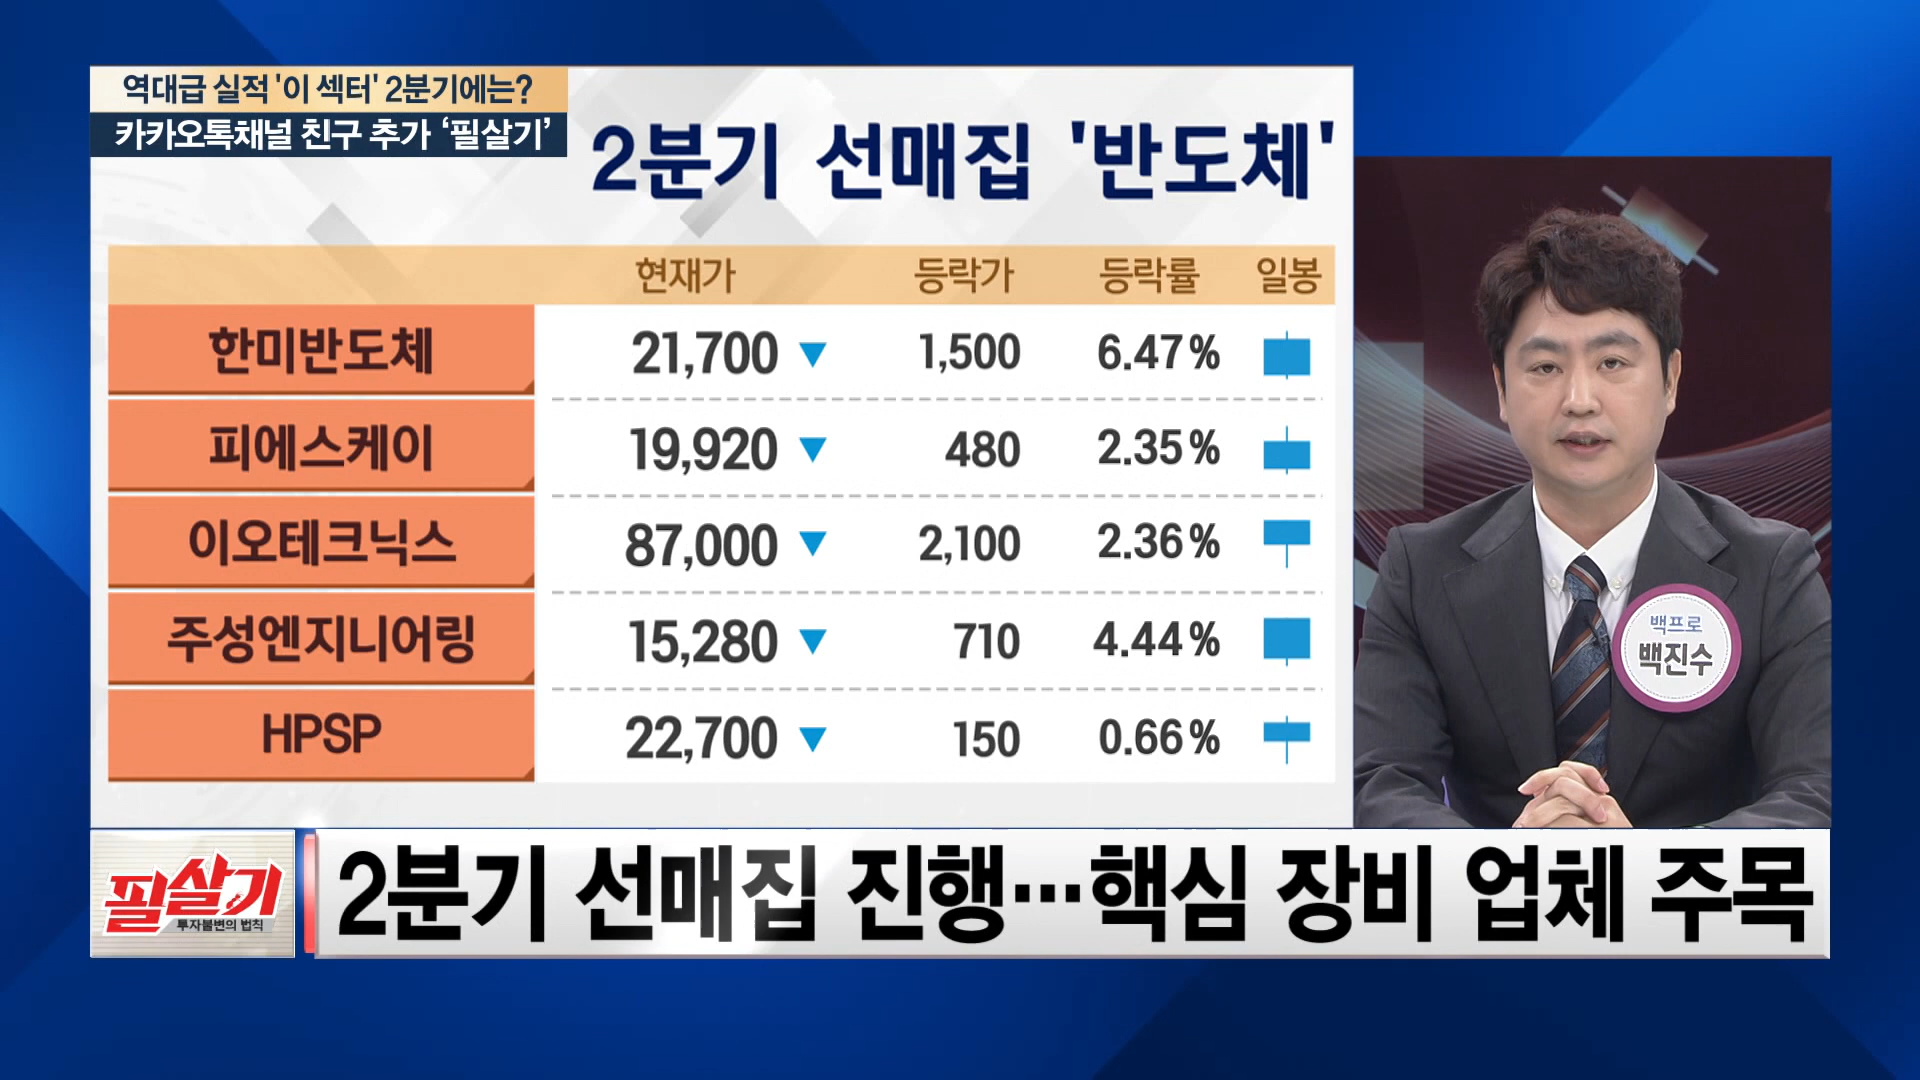 역대급 실적 '이 섹터' 2분기에는?
카카오톡채널 친구 추가 ‘필살기’
2분기 선매집 '반도체'
현재가 등락가 등락률 일봉
한미반도체 21,700 ▼ 1,500 6.47%
피에스케이 19,920 ▼ 480 2.35%
이오테크닉스 87,000 ▼ 2,100 2.36%
주성엔지니어링 15,280 ▼ 710 4.44%
HPSP 22,700 ▼ 150 0.66%
백프로
백진수
필살기
투자불변의 법칙
2분기 선매집 진행…핵심 장비 업체 주목